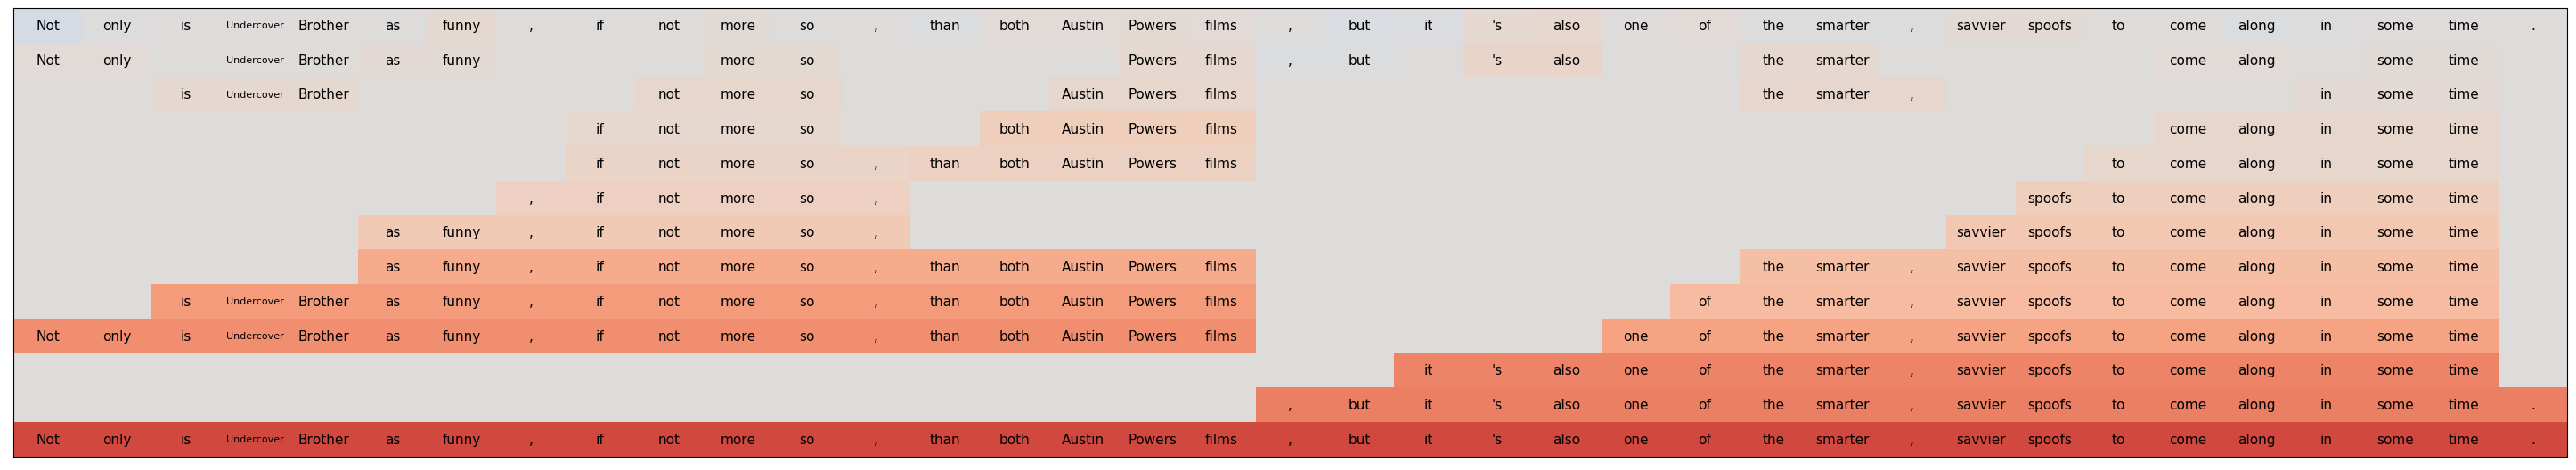 Not only is Undercover Brother as funny , if not more so , than both Austin Powers films , but it 's also one of the smarter , savvier spoofs to come along in some time .
Not only Undercover Brother as funny more so Powers films , but 's also the smarter come along some time
is Undercover Brother not more so Austin Powers films the smarter , in some time
if not more so both Austin Powers films come along in some time
if not more so , than both Austin Powers films to come along in some time
, if not more so , spoofs to come along in some time
as funny , if not more so , savvier spoofs to come along in some time
as funny , if not more so , than both Austin Powers films the smarter , savvier spoofs to come along in some time
is Undercover Brother as funny , if not more so , than both Austin Powers films of the smarter , savvier spoofs to come along in some time
Not only is Undercover Brother as funny , if not more so , than both Austin Powers films one of the smarter , savvier spoofs to come along in some time
it 's also one of the smarter , savvier spoofs to come along in some time
, but it 's also one of the smarter , savvier spoofs to come along in some time .
Not only is Undercover Brother as funny , if not more so , than both Austin Powers films , but it 's also one of the smarter , savvier spoofs to come along in some time .